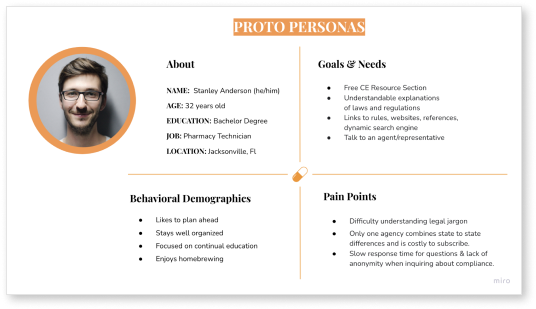 PROTO PERSONAS
About
NAME: Stanley Anderson (he/him)
AGE: 32 years old
EDUCATION: Bachelor Degree
JOB: Pharmacy Technician
LOCATION: Jacksonville, Fl
Goals & Needs
● Free CE Resource Section
● Understandable explanations
of laws and regulations
● Links to rules, websites, references,
dynamic search engine
● Talk to an agent/representative
Behavioral Demographics
● Likes to plan ahead
● Stays well organized
● Focused on continual education
● Enjoys homebrewing
Pain Points
● Difficulty understanding legal jargon
● Only one agency combines state to state
differences and is costly to subscribe.
● Slow response time for questions & lack of
anonymity when inquiring about compliance.
miro